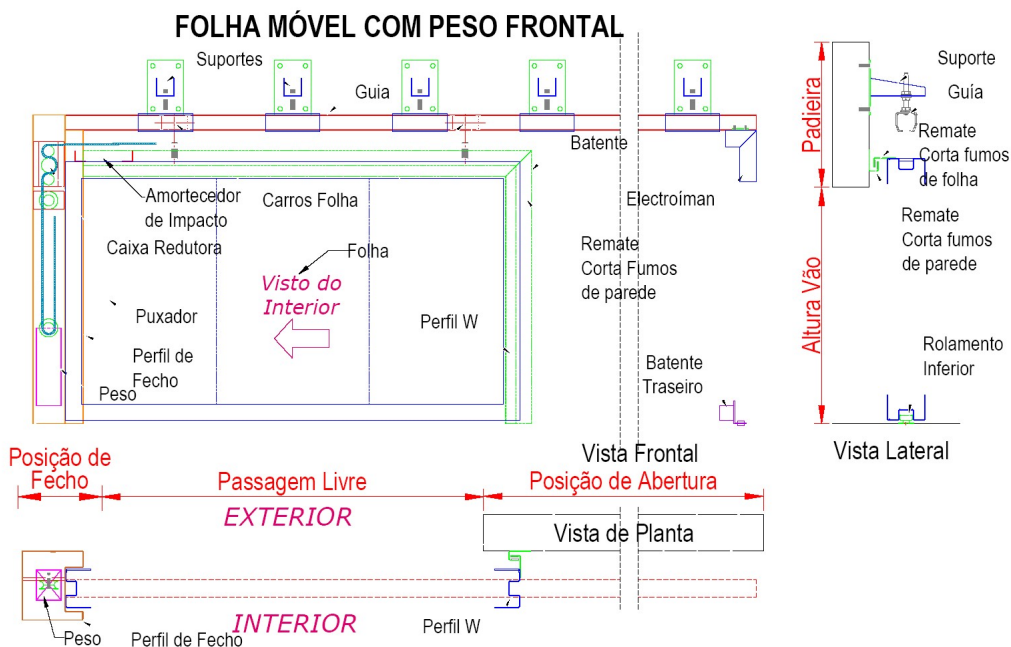 FOLHA MÓVEL COM PESO FRONTAL
Suportes
Guia
Batente
Amortecedor
de Impacto
Carros Folha
Electroíman
Caixa Redutora
Folha
Remate
Corta Fumos
de parede
Visto do
Interior
Puxador
Perfil W
Perfil de
Fecho
Peso
Batente
Traseiro
Vista Frontal
Padieira
Suporte
Guía
Remate
Corta fumos
de folha
Remate
Corta fumos
de parede
Altura Vão
Rolamento
Inferior
Vista Lateral
Posição de
Fecho
Passagem Livre
Posição de Abertura
EXTERIOR
Vista de Planta
INTERIOR
Peso
Perfil de Fecho
Perfil W